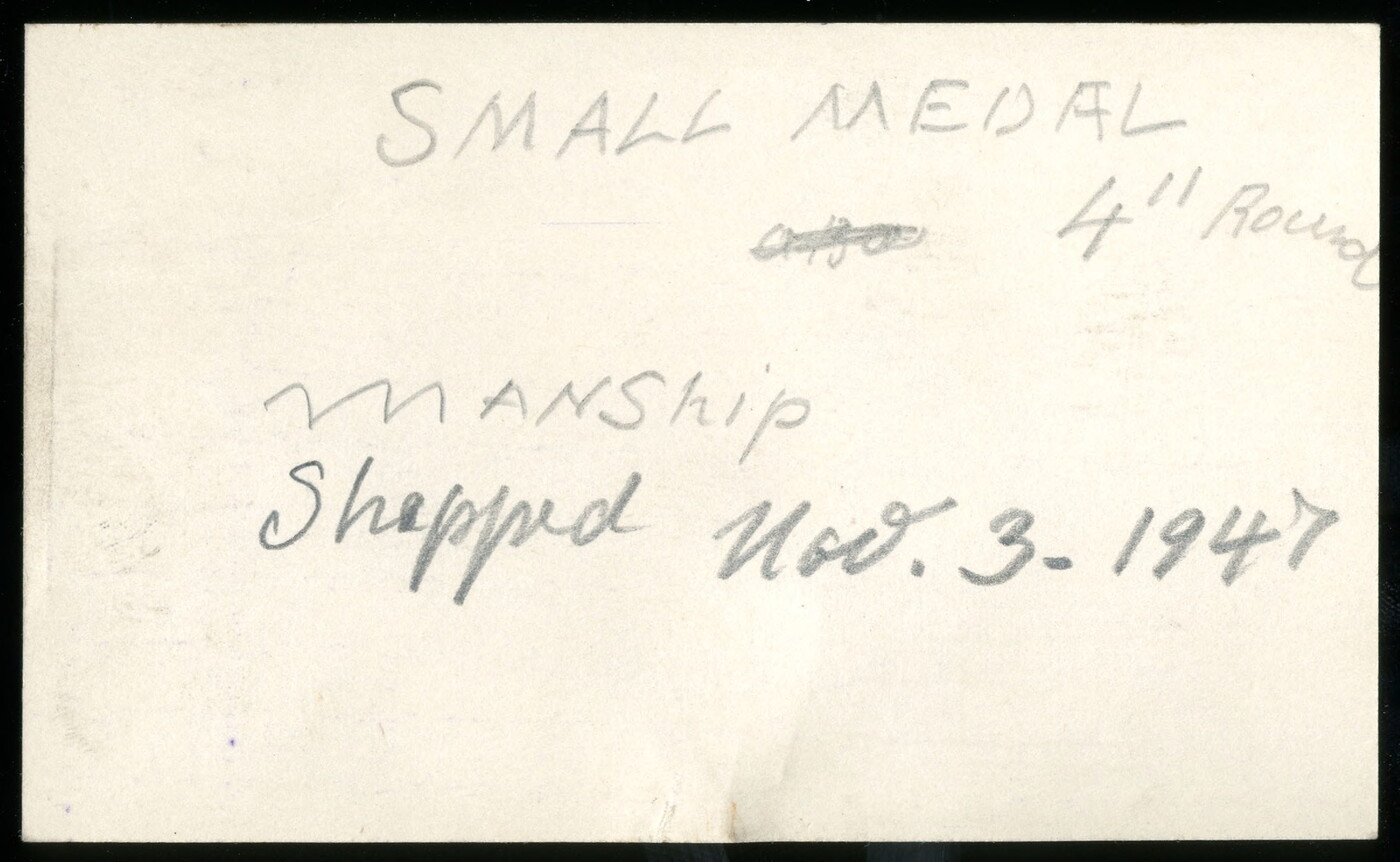 SMALL MEDAL
4" Round
MANShip
Shipped Nov. 3. 1947